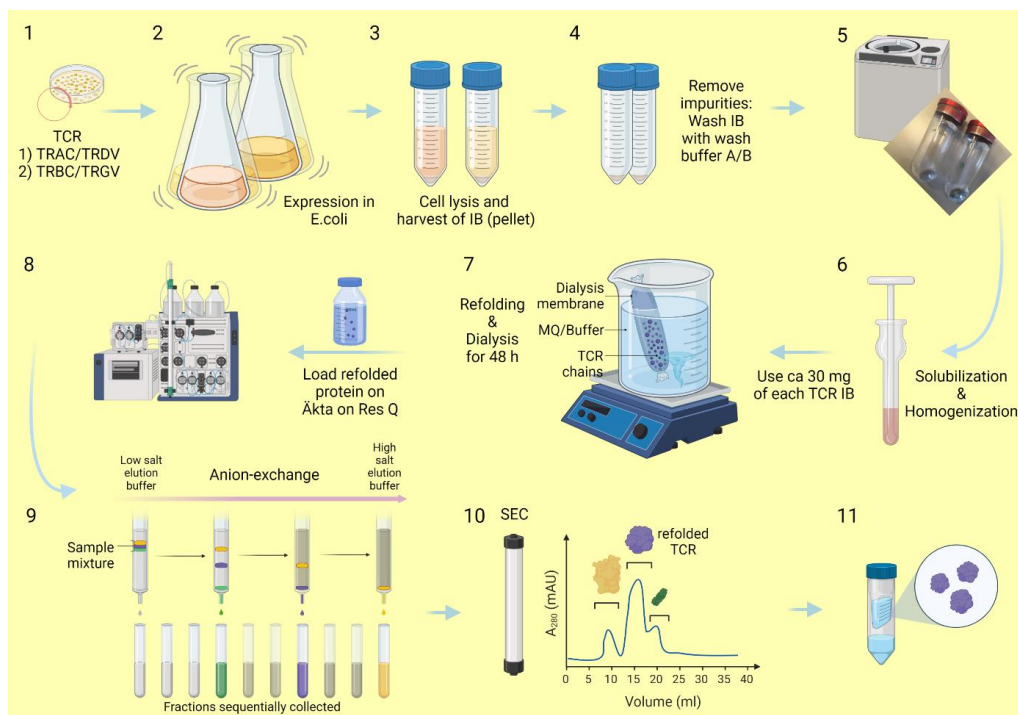 1
TCR
1) TRAC/TRDV
2) TRBC/TRGV
2
Expression in
E.coli
3
Cell lysis and
harvest of IB (pellet)
4
Remove
impurities:
Wash IB
with wash
buffer A/B
5
6
Solubilization
&
Homogenization
Use ca 30 mg
of each TCR IB
7
Refolding
&
Dialysis
for 48 h
Dialysis
membrane
MQ/Buffer
TCR
chains
8
Load refolded
protein on
Äkta on Res Q
9
Low salt
elution
buffer
Anion-exchange
High
salt
elution
buffer
Sample
mixture
Fractions sequentially collected
10
SEC
refolded
TCR
A280 (mAU)
0 5 10 15 20 25 30 40
Volume (ml)
11